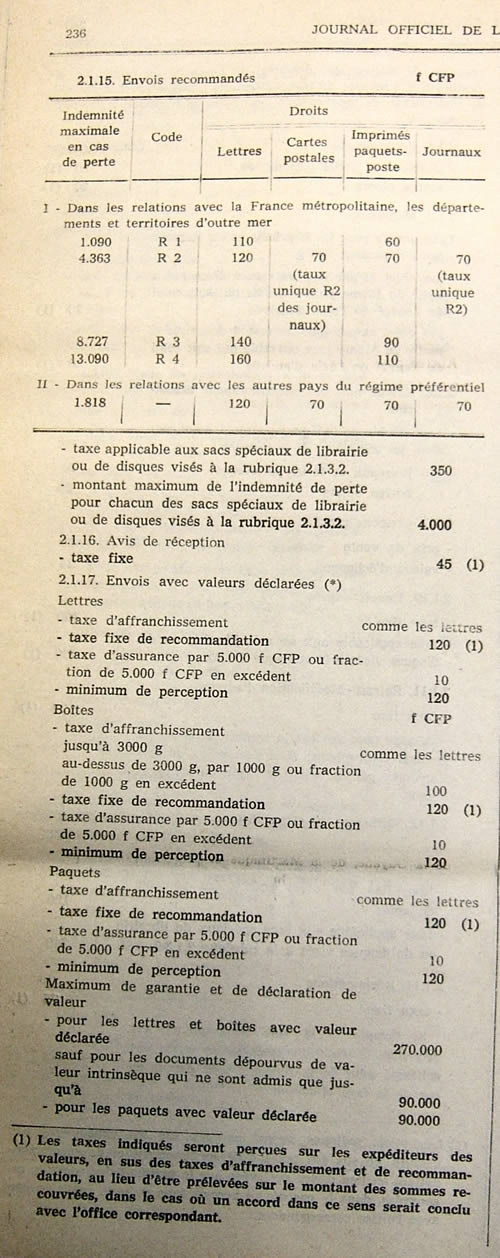 236 JOURNAL OFFICIEL DE L
2.1.15. Envois recommandés f CFP
Indemnité maximale en cas de perte Code Droits
Lettres Cartes postales Imprimés paquets-poste Journaux
I - Dans les relations avec la France métropolitaine, les départe-
ments et territoires d'outre mer
1.090 R 1 110 60
4.363 R 2 120 70 70 70
(taux (taux
unique R2 unique
des jour- R2)
naux)
8.727 R 3 140 90
13.090 R 4 160 110
II - Dans les relations avec les autres pays du régime préférentiel
1.818 — 120 70 70 70
- taxe applicable aux sacs spéciaux de librairie
ou de disques visés à la rubrique 2.1.3.2. 350
- montant maximum de l'indemnité de perte
pour chacun des sacs spéciaux de librairie
ou de disques visés à la rubrique 2.1.3.2. 4.000
2.1.16. Avis de réception
- taxe fixe 45 (1)
2.1.17. Envois avec valeurs déclarées (*)
Lettres
- taxe d'affranchissement comme les lettres
- taxe fixe de recommandation 120 (1)
- taxe d'assurance par 5.000 f CFP ou frac-
tion de 5.000 f CFP en excédent 10
- minimum de perception 120
Boîtes f CFP
- taxe d'affranchissement
jusqu'à 3000 g comme les lettres
au-dessus de 3000 g, par 1000 g ou fraction
de 1000 g en excédent 100
- taxe fixe de recommandation 120 (1)
- taxe d'assurance par 5.000 f CFP ou fraction
de 5.000 f CFP en excédent 10
- minimum de perception 120
Paquets
- taxe d'affranchissement comme les lettres
- taxe fixe de recommandation 120 (1)
- taxe d'assurance par 5.000 f CFP ou fraction
de 5.000 f CFP en excédent 10
- minimum de perception 120
Maximum de garantie et de déclaration de
valeur
- pour les lettres et boîtes avec valeur
déclarée 270.000
sauf pour les documents dépourvus de va-
leur intrinsèque qui ne sont admis que jus-
qu'à 90.000
- pour les paquets avec valeur déclarée 90.000
(1) Les taxes indiqués seront perçues sur les expéditeurs des
valeurs, en sus des taxes d'affranchissement et de recomman-
dation, au lieu d'être prélevées sur le montant des sommes re-
couvrées, dans le cas où un accord dans ce sens serait conclu
avec l'office correspondant.